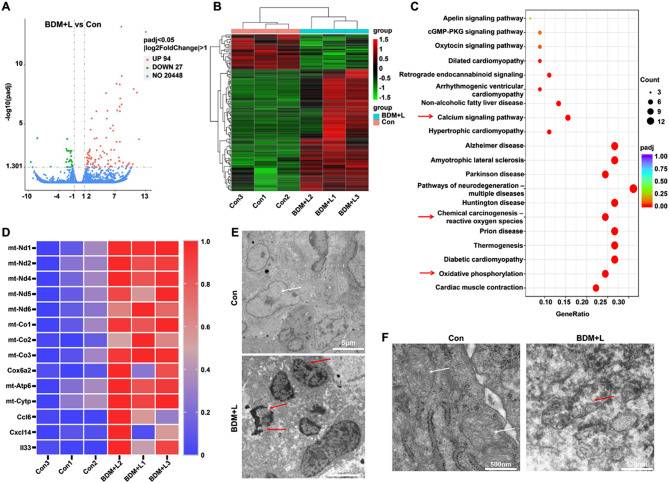 A
BDM+L vs Con
padj<0.05
|log2FoldChange|>1
UP 94
DOWN 27
NO 20448
-log10(padj)
10
5
1.301
-10
-5
-1
1 2
8
13
B
group
1.5
1
0.5
0
-0.5
-1
-1.5
group
BDM+L
Con
Con3
Con1
Con2
BDM+L2
BDM+L1
BDM+L3
C
Apelin signaling pathway
cGMP-PKG signaling pathway
Oxytocin signaling pathway
Dilated cardiomyopathy
Retrograde endocannabinoid signaling
Arrhythmogenic ventricular
cardiomyopathy
Non-alcoholic fatty liver disease
Calcium signaling pathway
Hypertrophic cardiomyopathy
Alzheimer disease
Amyotrophic lateral sclerosis
Parkinson disease
Pathways of neurodegeneration –
multiple diseases
Huntington disease
Chemical carcinogenesis –
reactive oxygen species
Prion disease
Thermogenesis
Diabetic cardiomyopathy
Oxidative phosphorylation
Cardiac muscle contraction
0.10
0.15
0.20
0.25
0.30
GeneRatio
Count
3
6
9
12
padj
1.00
0.75
0.50
0.25
0.00
D
mt-Nd1
mt-Nd2
mt-Nd4
mt-Nd5
mt-Nd6
mt-Co1
mt-Co2
mt-Co3
Cox6a2
mt-Atp6
mt-Cytp
Ccl6
Cxcl14
Il33
Con3
Con1
Con2
BDM+L2
BDM+L1
BDM+L3
1.0
0.8
0.6
0.4
0.2
0
E
Con
5μm
BDM+L
F
Con
500nm
BDM+L